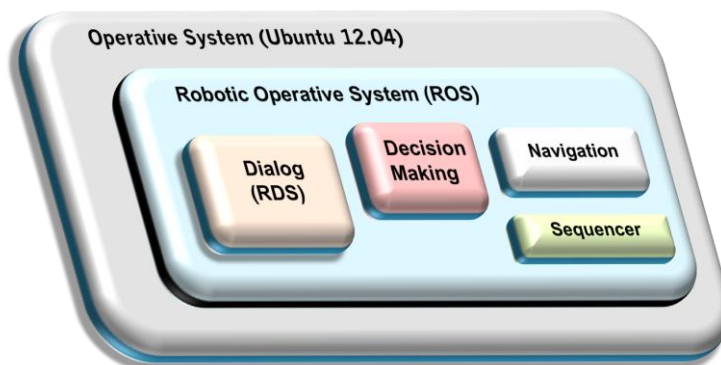 Operative System (Ubuntu 12.04)
Robotic Operative System (ROS)
Dialog
(RDS)
Decision
Making
Navigation
Sequencer